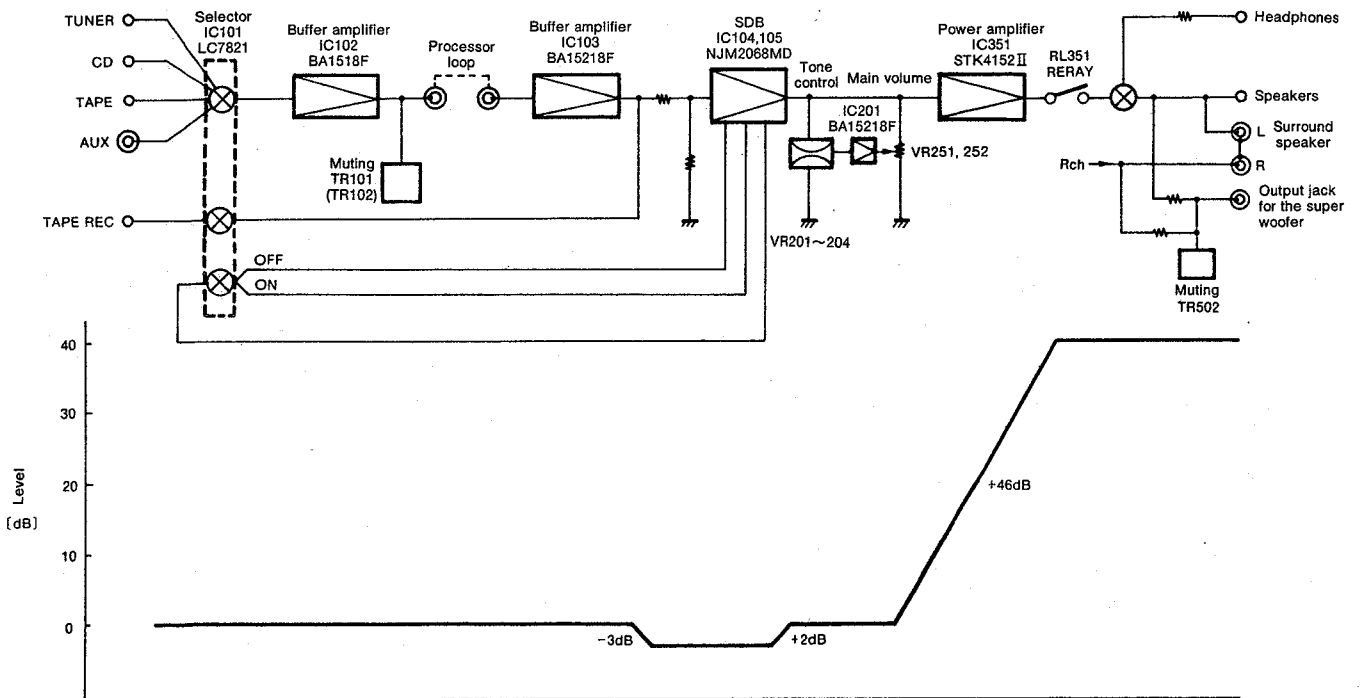 TUNER
CD
TAPE
AUX
TAPE REC
Selector
IC101
LC7821
Buffer amplifier
IC102
BA1518F
Processor
loop
Muting
TR101
(TR102)
Buffer amplifier
IC103
BA15218F
SDB
IC104,105
NJM2068MD
Tone
control
Main volume
IC201
BA15218F
VR251, 252
VR201～204
Power amplifier
IC351
STK4152II
RL351
RERAY
Headphones
Speakers
L
Surround
speaker
Rch
R
Output jack
for the super
woofer
Muting
TR502
OFF
ON
40
30
20
10
0
Level
[dB]
−3dB
+2dB
+46dB